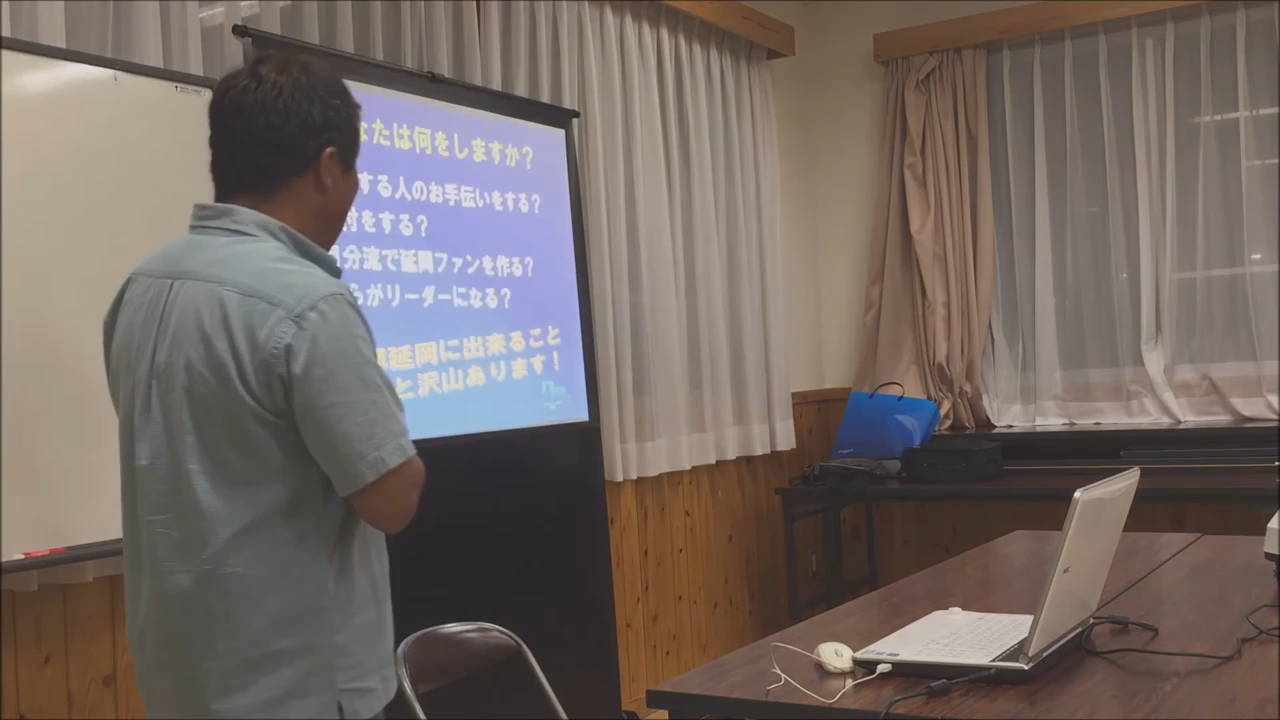 なたは何をしますか?
する人のお手伝いをする?
付をする?
自分流で延岡ファンを作る?
らがリーダーになる?
延岡に出来ること
と沢山あります!